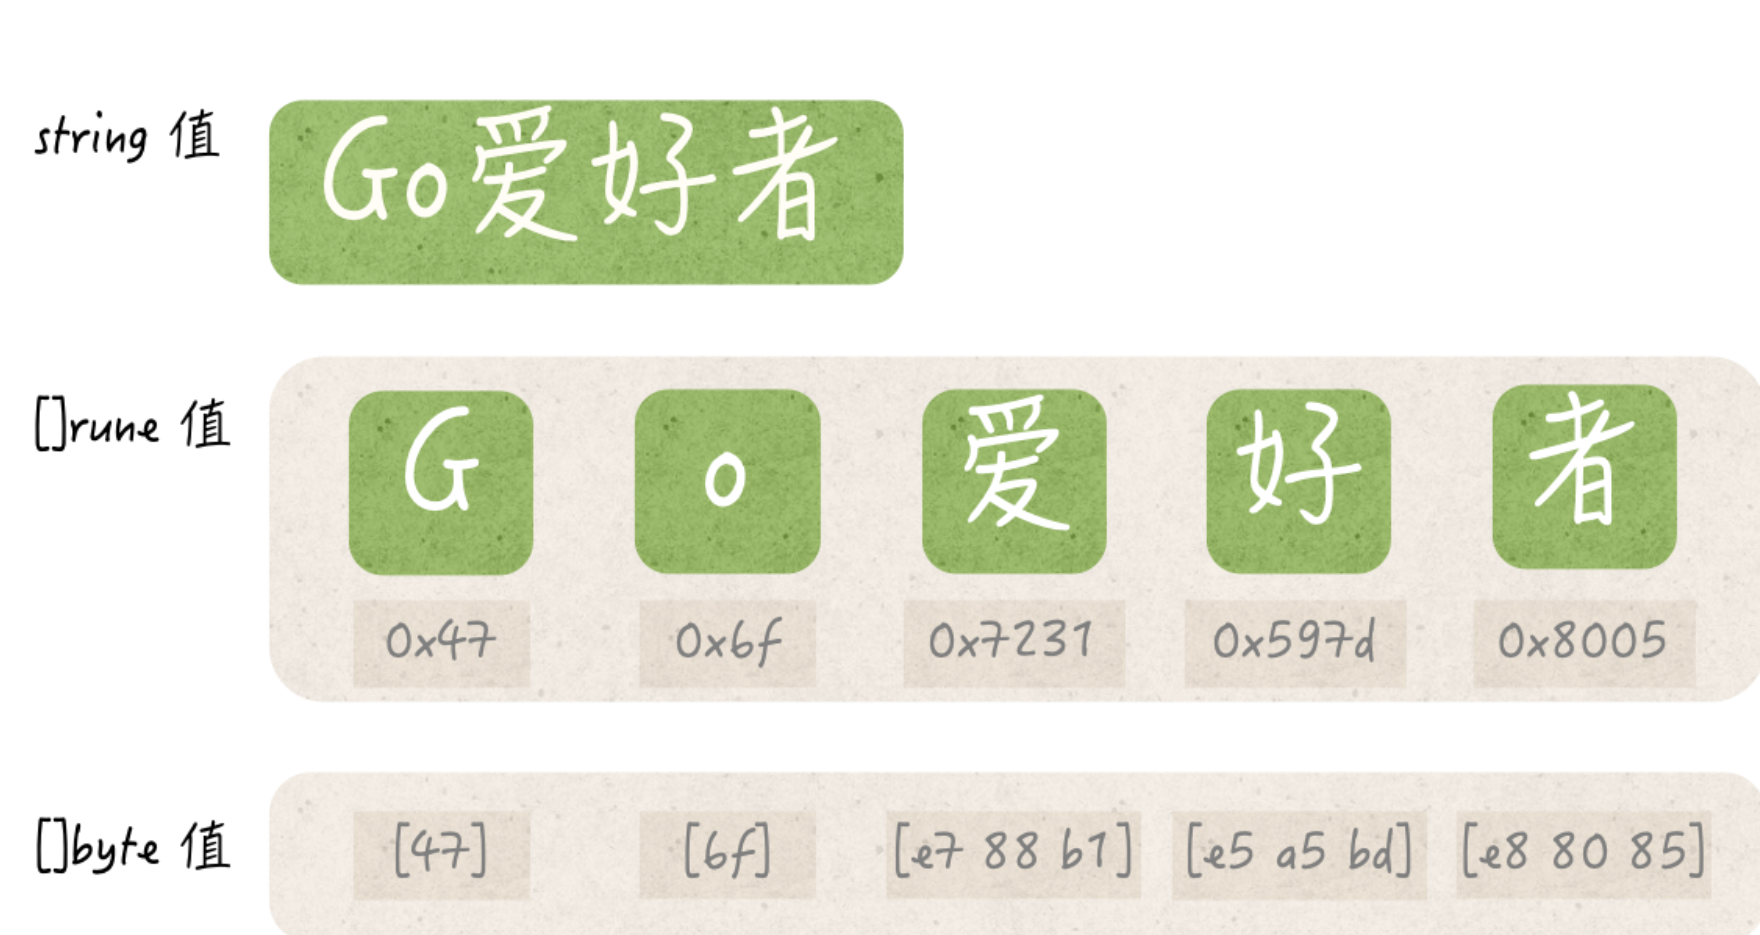 string 值 Go爱好者
[]rune 值 G o 爱 好 者
0x47 0x6f 0x7231 0x597d 0x8005
[]byte 值 [47] [6f] [e7 88 b1] [e5 a5 bd] [e8 80 85]